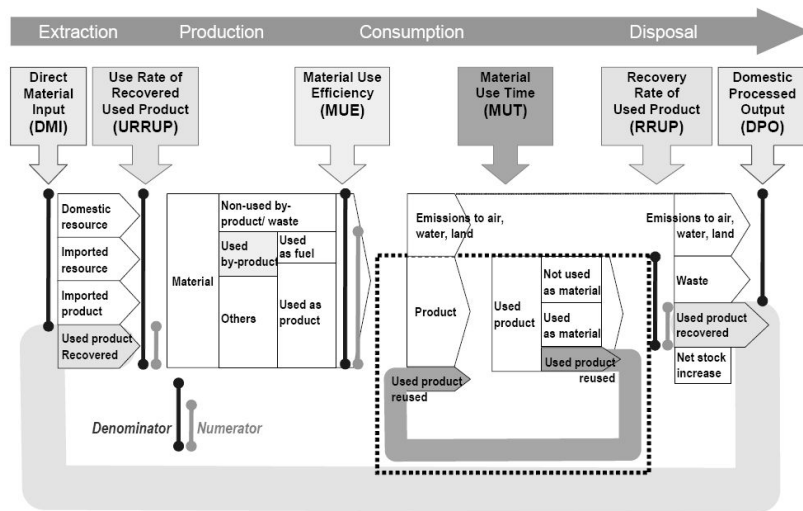 Extraction
Production
Consumption
Disposal
Direct
Material
Input
(DMI)
Use Rate of
Recovered
Used Product
(URRUP)
Material Use
Efficiency
(MUE)
Material
Use Time
(MUT)
Recovery
Rate of
Used Product
(RRUP)
Domestic
Processed
Output
(DPO)
Domestic
resource
Imported
resource
Imported
product
Used product
Recovered
Material
Non-used by-
product/ waste
Used
by-product
Used
as fuel
Others
Used as
product
Emissions to air,
water, land
Product
Used product
reused
Used
product
Not used
as material
Used
as material
Used product
reused
Emissions to air,
water, land
Waste
Used product
recovered
Net stock
increase
Denominator
Numerator